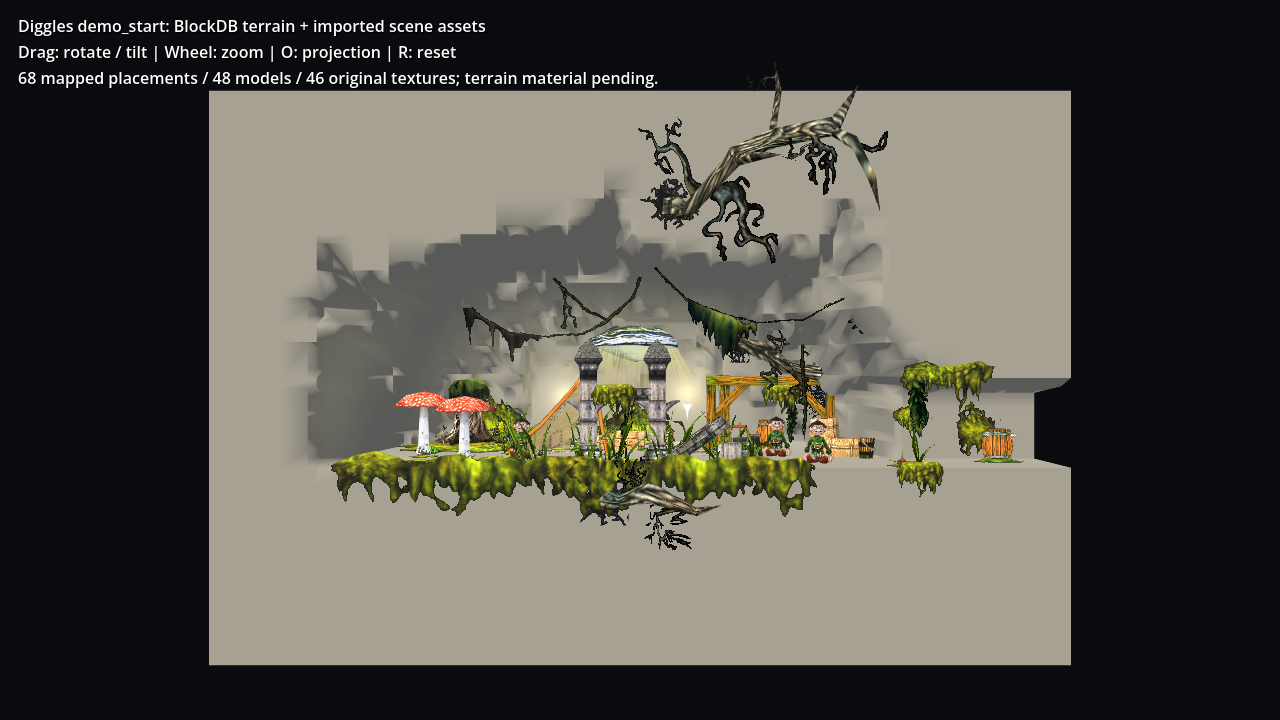 Diggles demo_start: BlockDB terrain + imported scene assets
Drag: rotate / tilt | Wheel: zoom | O: projection | R: reset
68 mapped placements / 48 models / 46 original textures; terrain material pending.